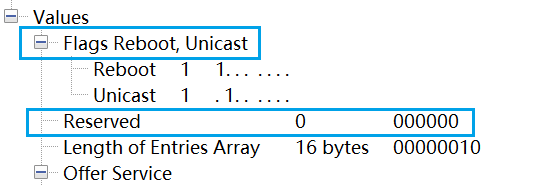 Values
Flags Reboot, Unicast
Reboot 1 1... ....
Unicast 1 .1.. ....
Reserved 0 000000
Length of Entries Array 16 bytes 00000010
Offer Service